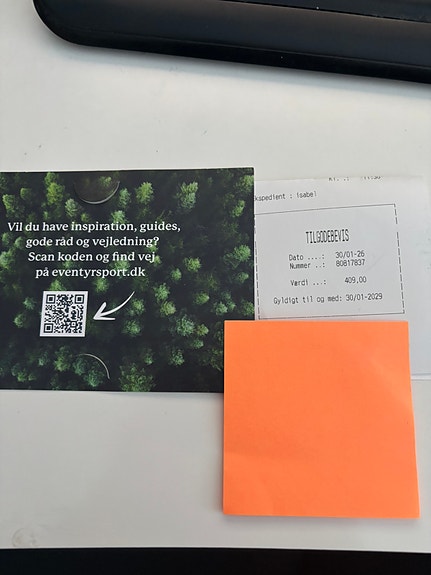 Vil du have inspiration, guides,
gode råd og vejledning?
Scan koden og find vej
på eventyrsport.dk
kspedient : isabel
TILGODEBEVIS
Dato ....: 30/01-26
Nummer ..: 80817837
Værdi ...: 409,00
Gyldigt til og med: 30/01-2029